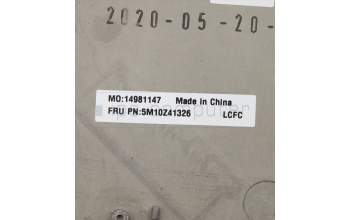 2020-05-20-
MO:14981147 Made in China
FRU PN:5M10Z41326 LCFC